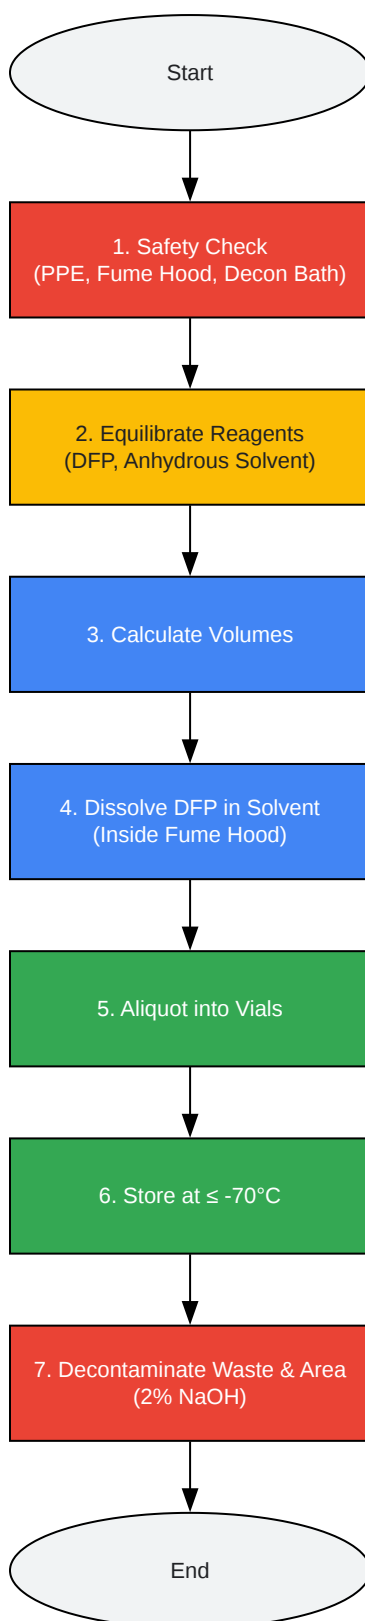 Start
1. Safety Check
(PPE, Fume Hood, Decon Bath)
2. Equilibrate Reagents
(DFP, Anhydrous Solvent)
3. Calculate Volumes
4. Dissolve DFP in Solvent
(Inside Fume Hood)
5. Aliquot into Vials
6. Store at ≤ -70°C
7. Decontaminate Waste & Area
(2% NaOH)
End